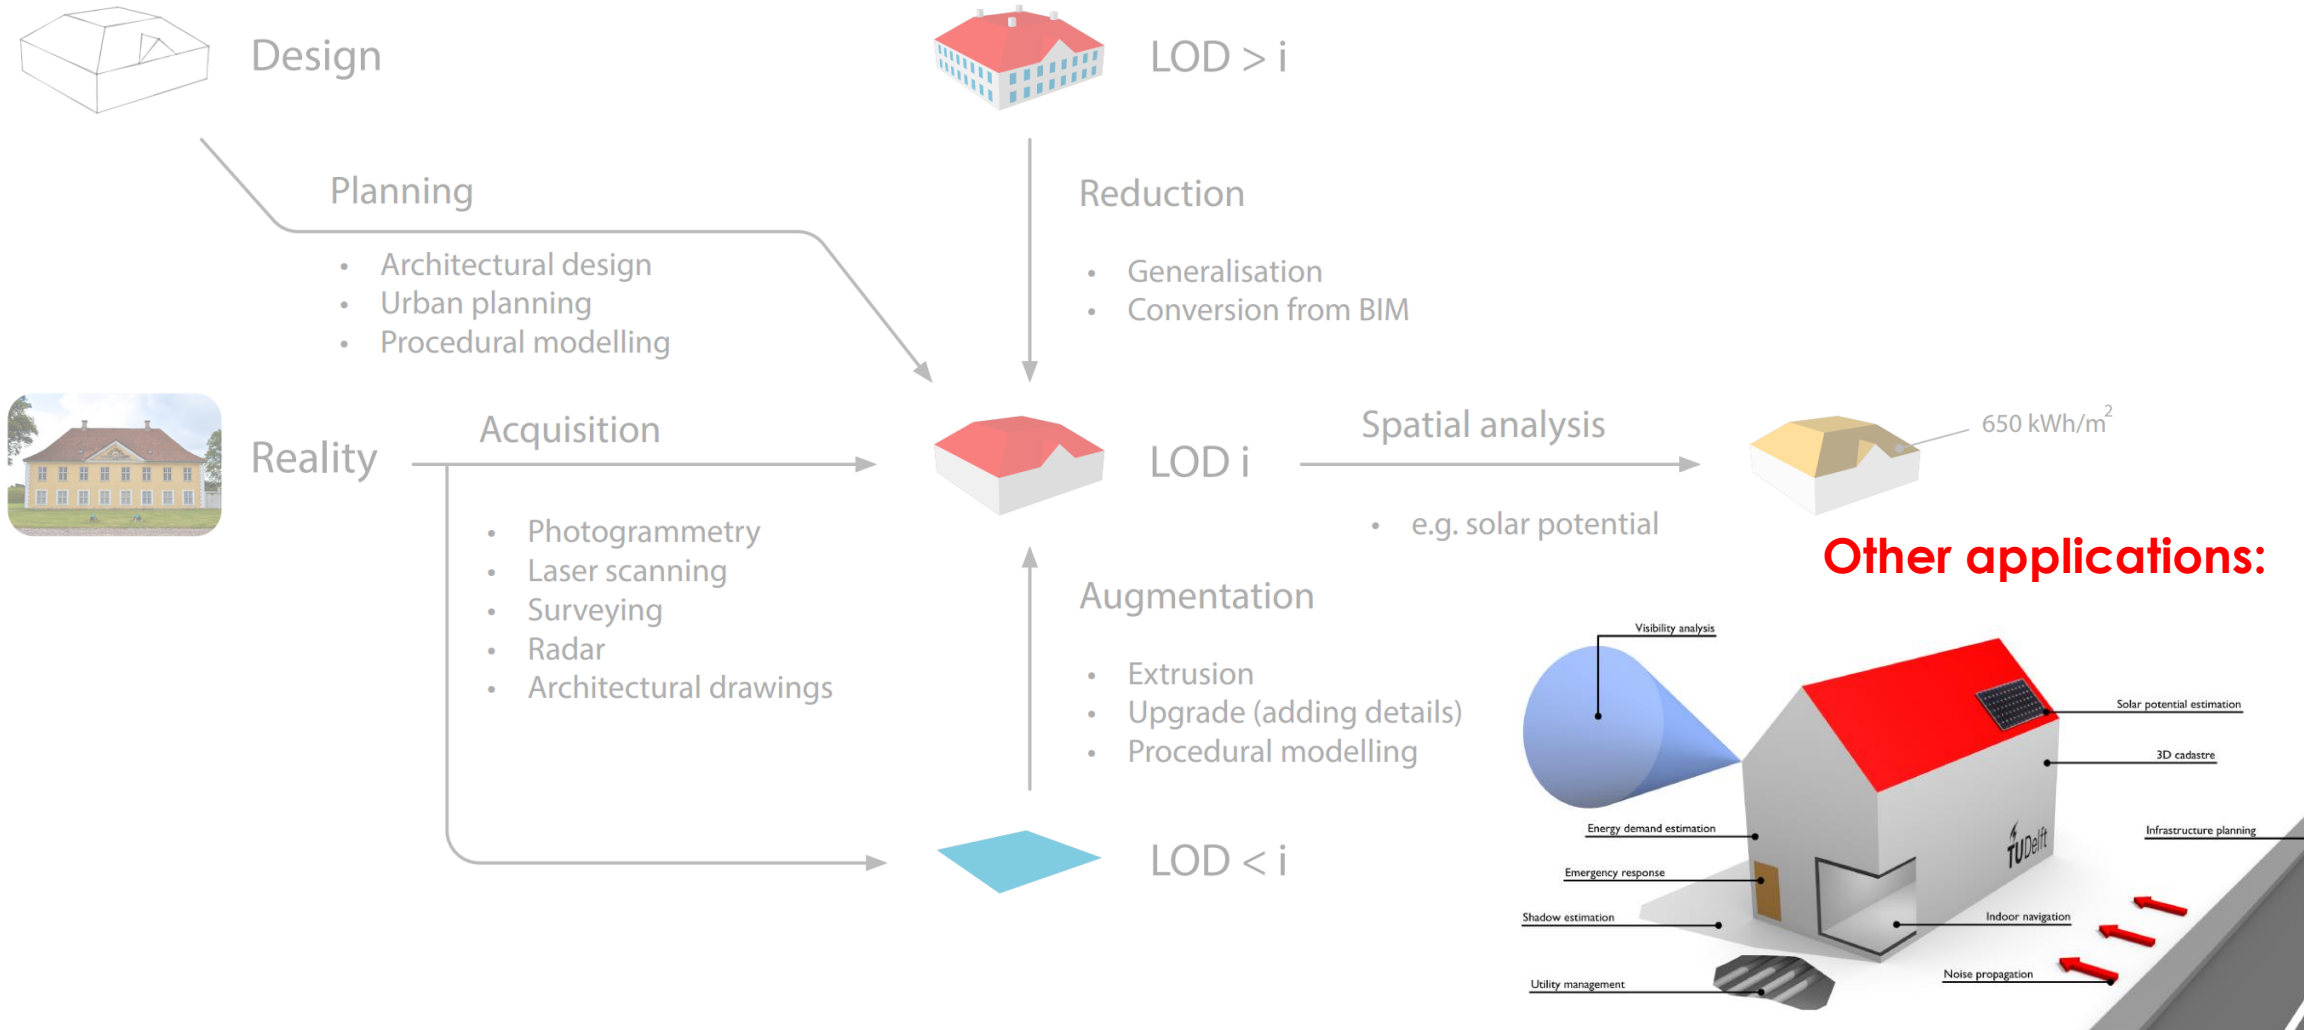 Design
LOD > i
Planning
• Architectural design
• Urban planning
• Procedural modelling
Reduction
• Generalisation
• Conversion from BIM
Reality
Acquisition
• Photogrammetry
• Laser scanning
• Surveying
• Radar
• Architectural drawings
LOD i
Spatial analysis
• e.g. solar potential
650 kWh/m²
Augmentation
• Extrusion
• Upgrade (adding details)
• Procedural modelling
LOD < i
Other applications:
Visibility analysis
Solar potential estimation
3D cadastre
Energy demand estimation
Infrastructure planning
TUDelft
Emergency response
Shadow estimation
Indoor navigation
Noise propagation
Utility management